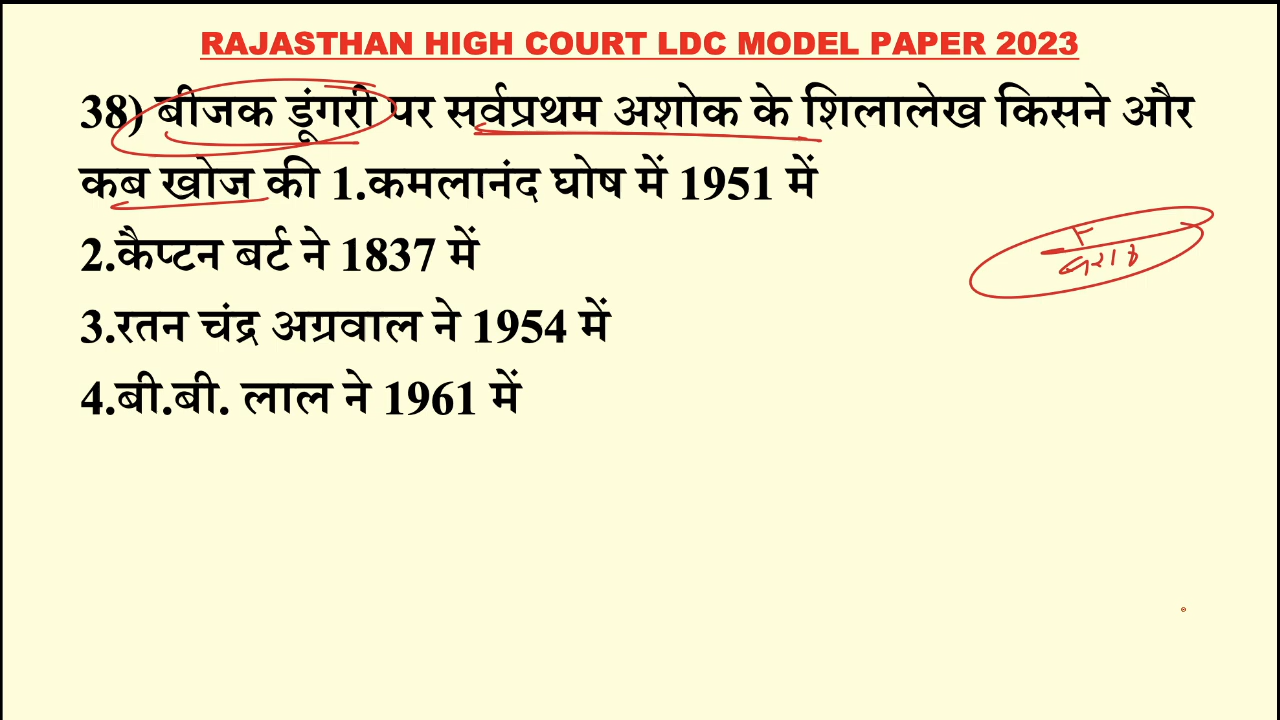 RAJASTHAN HIGH COURT LDC MODEL PAPER 2023
38) बीजक डूंगरी पर सर्वप्रथम अशोक के शिलालेख किसने और
कब खोज की 1.कमलानंद घोष में 1951 में
2.कैप्टन बर्ट ने 1837 में
3.रतन चंद्र अग्रवाल ने 1954 में
4.बी.बी. लाल ने 1961 में